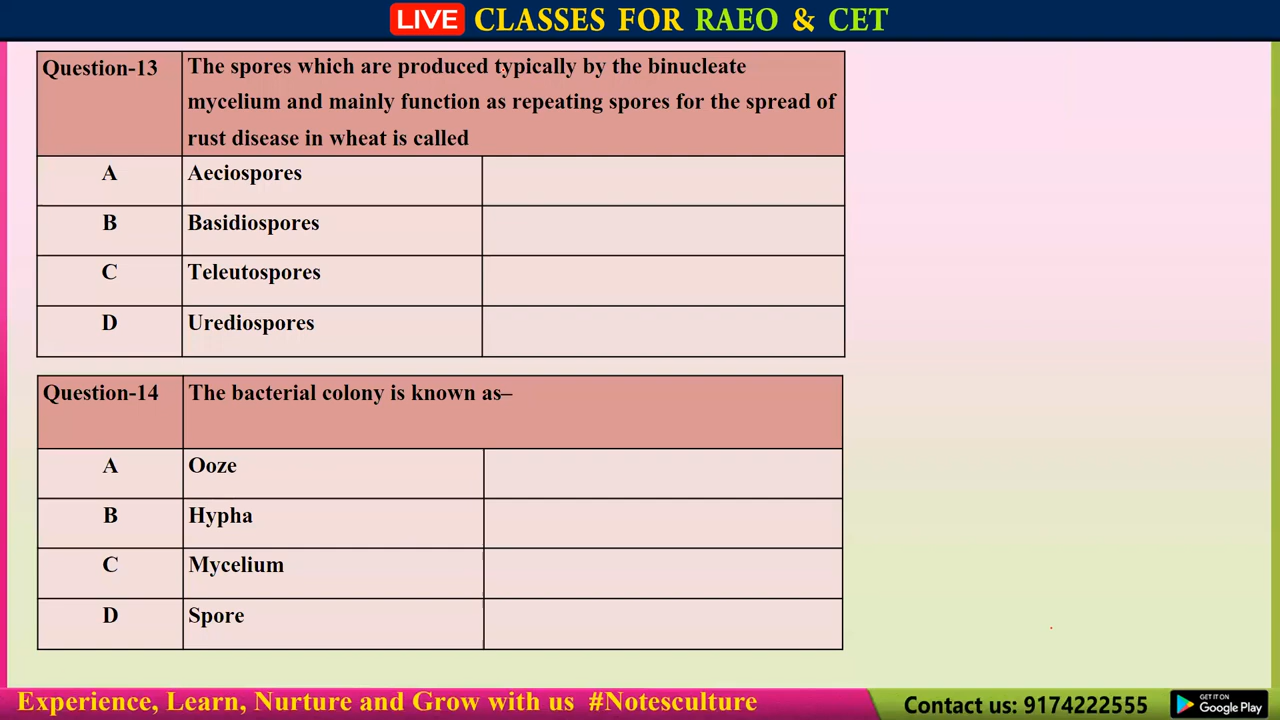 LIVE CLASSES FOR RAEO & CET
Question-13 The spores which are produced typically by the binucleate
mycelium and mainly function as repeating spores for the spread of
rust disease in wheat is called
A Aeciospores
B Basidiospores
C Teleutospores
D Urediospores
Question-14 The bacterial colony is known as–
A Ooze
B Hypha
C Mycelium
D Spore
Experience, Learn, Nurture and Grow with us #Notesculture
Contact us: 9174222555
GET IT ON
Google Play